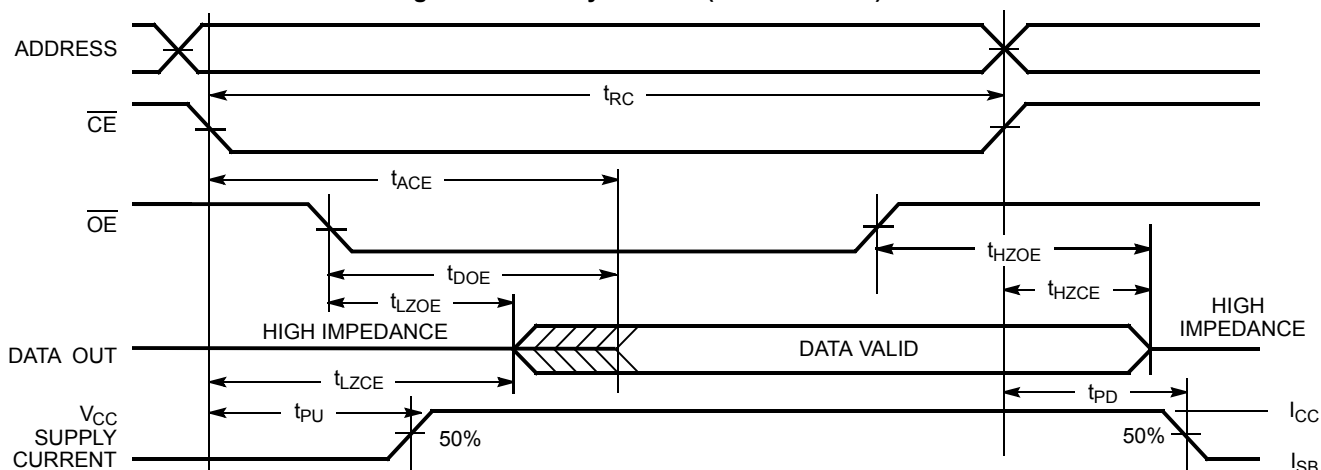 ADDRESS
tRC
CE
tACE
OE
tHZOE
tDOE
tLZOE
tHZCE
HIGH IMPEDANCE
HIGH
IMPEDANCE
DATA OUT
DATA VALID
tLZCE
tPD
VCC
SUPPLY
CURRENT
tPU
50%
50%
ICC
ISB